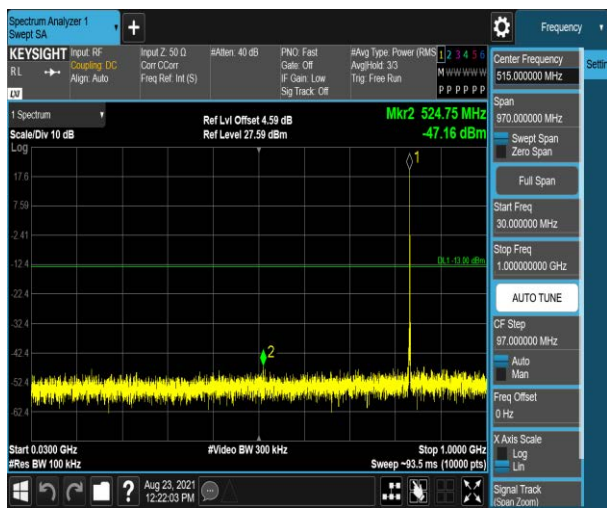 Spectrum Analyzer 1
Swept SA
+
Frequency
KEYSIGHT
RL
Input: RF
Coupling: DC
Align: Auto
Input Z: 50 Ω
Corr CCorr
Freq Ref: Int (S)
#Atten: 40 dB
PNO: Fast
Gate: Off
IF Gain: Low
Sig Track: Off
#Avg Type: Power (RMS
Avg|Hold: 3/3
Trig: Free Run
1 2 3 4 5 6
M W W W W W
P P P P P P
LXI
1 Spectrum
Scale/Div 10 dB
Log
Ref Lvl Offset 4.59 dB
Ref Level 27.59 dBm
Mkr2 524.75 MHz
-47.16 dBm
1
17.6
7.59
-2.41
-12.4
DL1 -13.00 dBm
-22.4
-32.4
-42.4
2
-52.4
-62.4
Start 0.0300 GHz
#Res BW 100 kHz
#Video BW 300 kHz
Stop 1.0000 GHz
Sweep ~93.5 ms (10000 pts)
Aug 23, 2021
12:22:03 PM
Center Frequency
515.000000 MHz
Settin
Span
970.000000 MHz
Swept Span
Zero Span
Full Span
Start Freq
30.000000 MHz
Stop Freq
1.000000000 GHz
AUTO TUNE
CF Step
97.000000 MHz
Auto
Man
Freq Offset
0 Hz
X Axis Scale
Log
Lin
Signal Track
(Span Zoom)